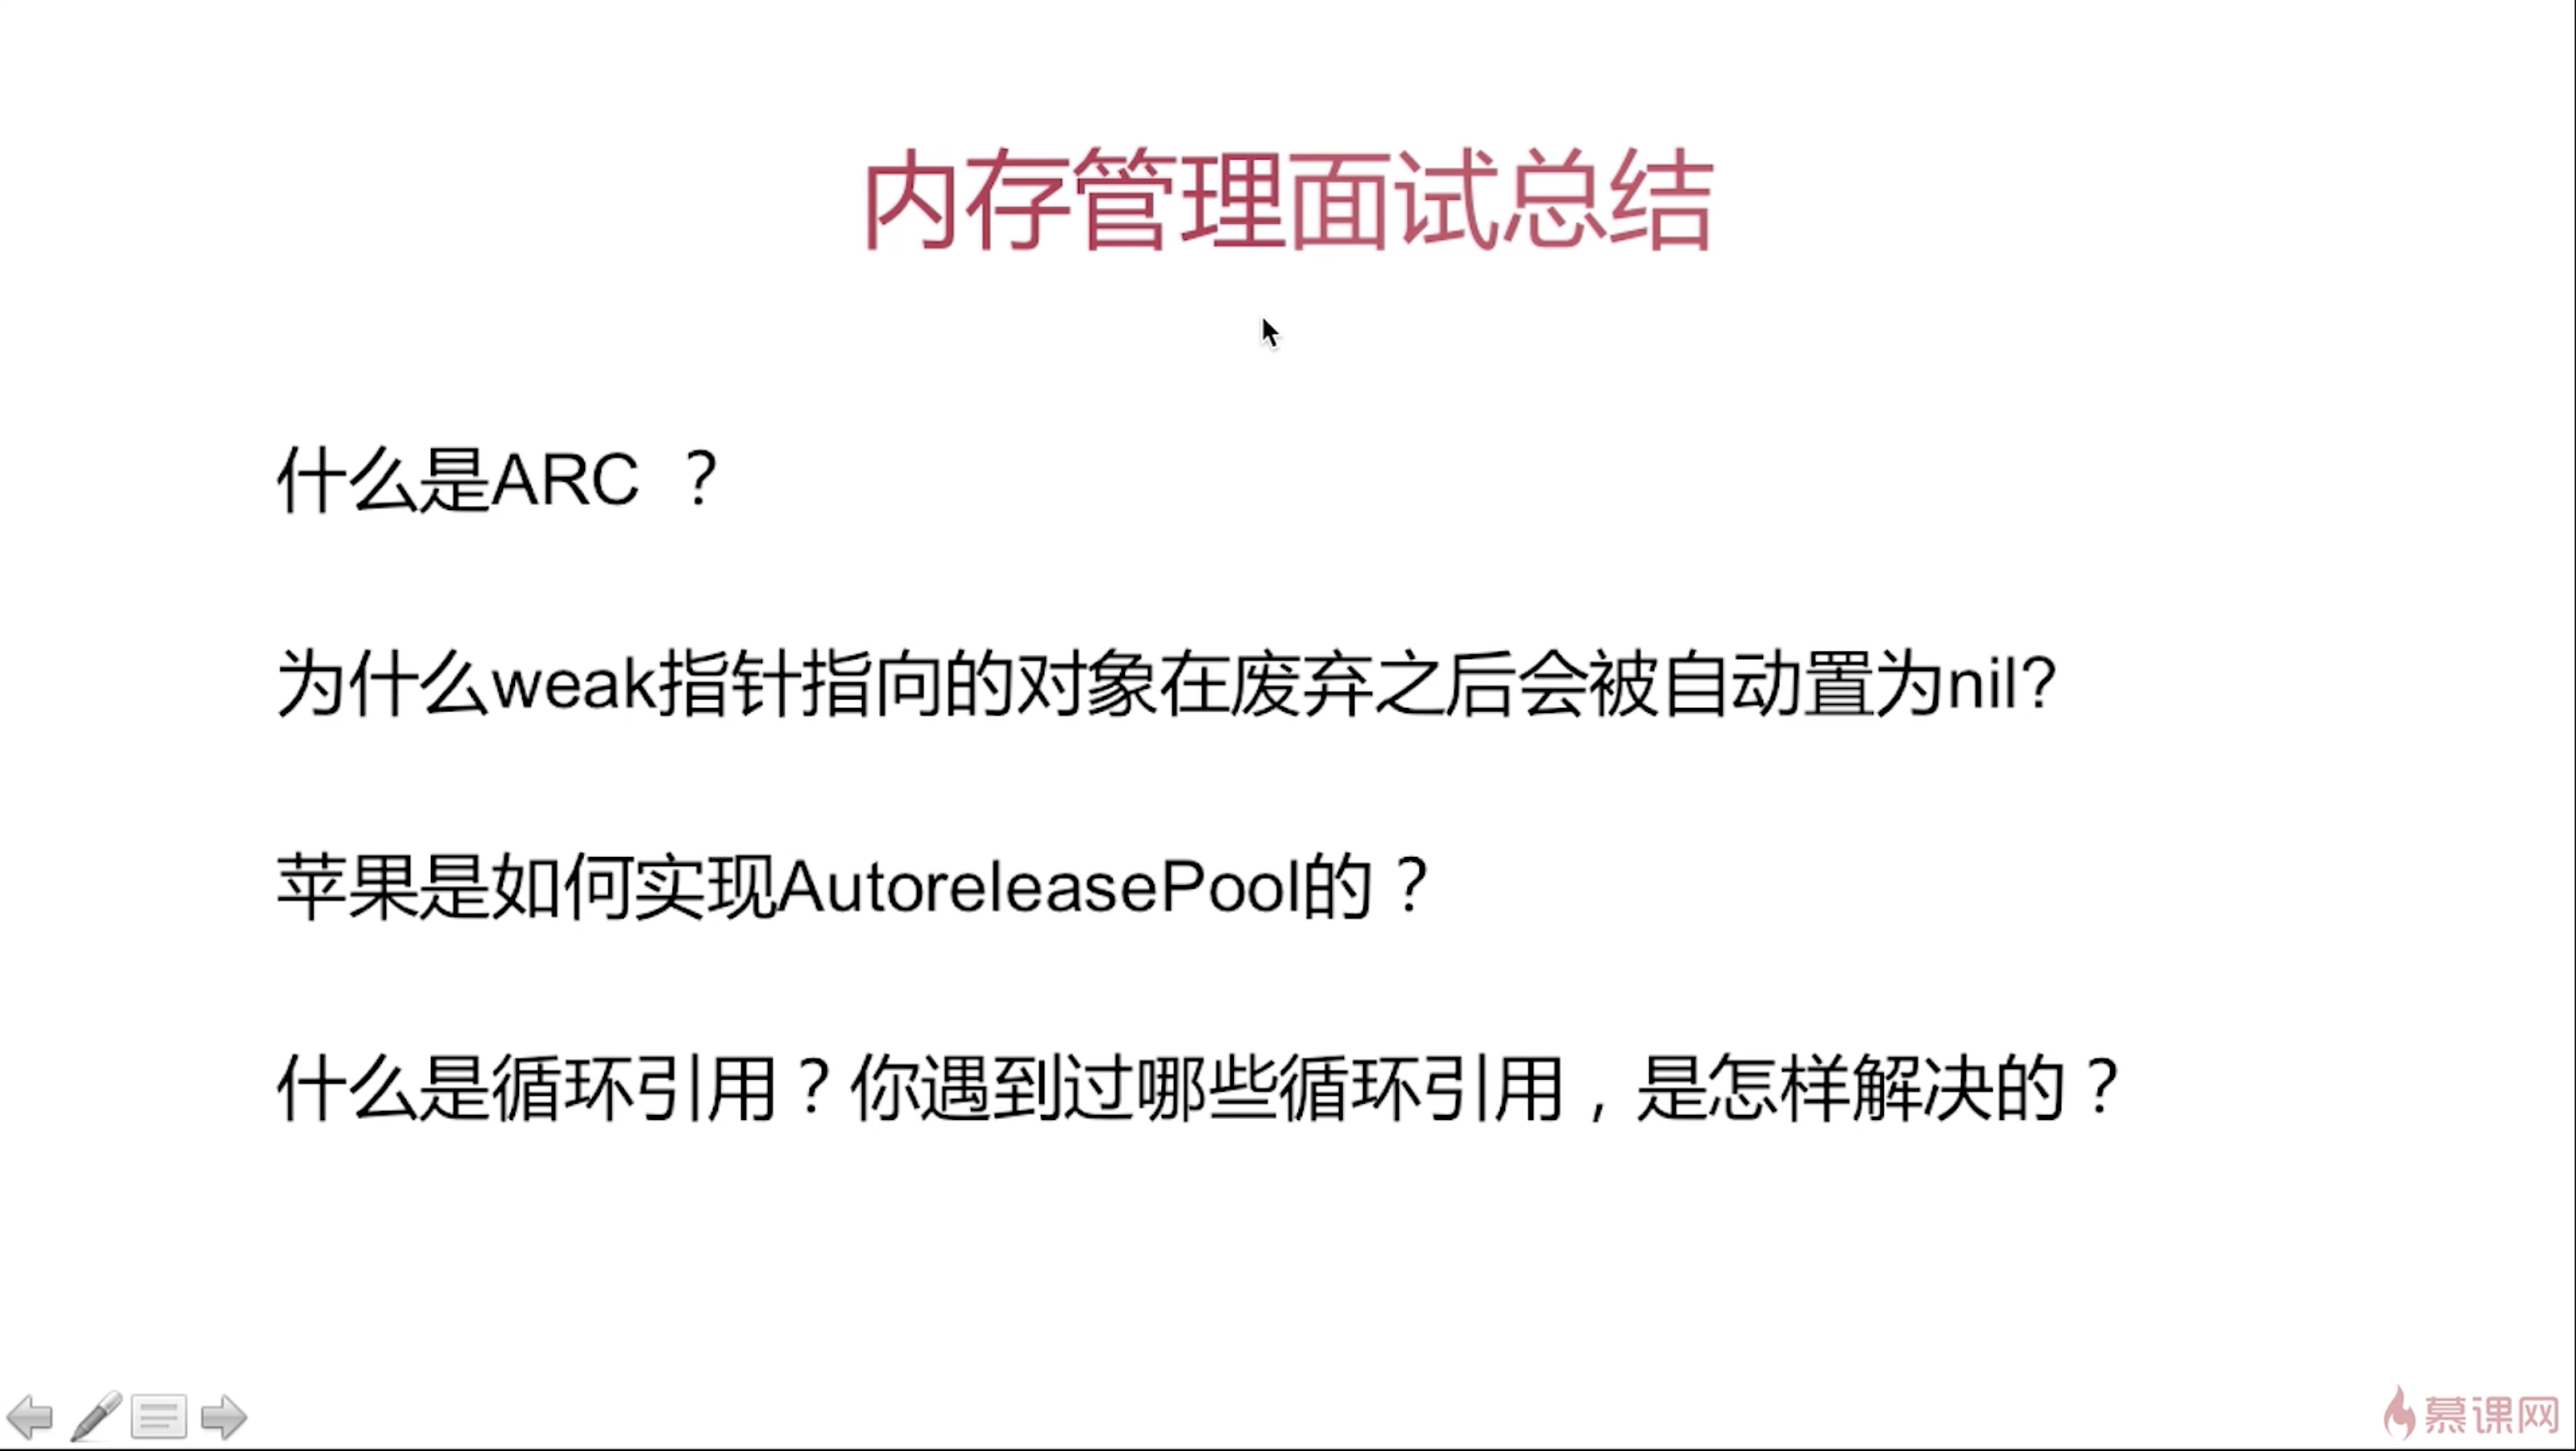 内存管理面试总结
什么是ARC ？
为什么weak指针指向的对象在废弃之后会被自动置为nil?
苹果是如何实现AutoreleasePool的？
什么是循环引用？你遇到过哪些循环引用，是怎样解决的？
慕课网